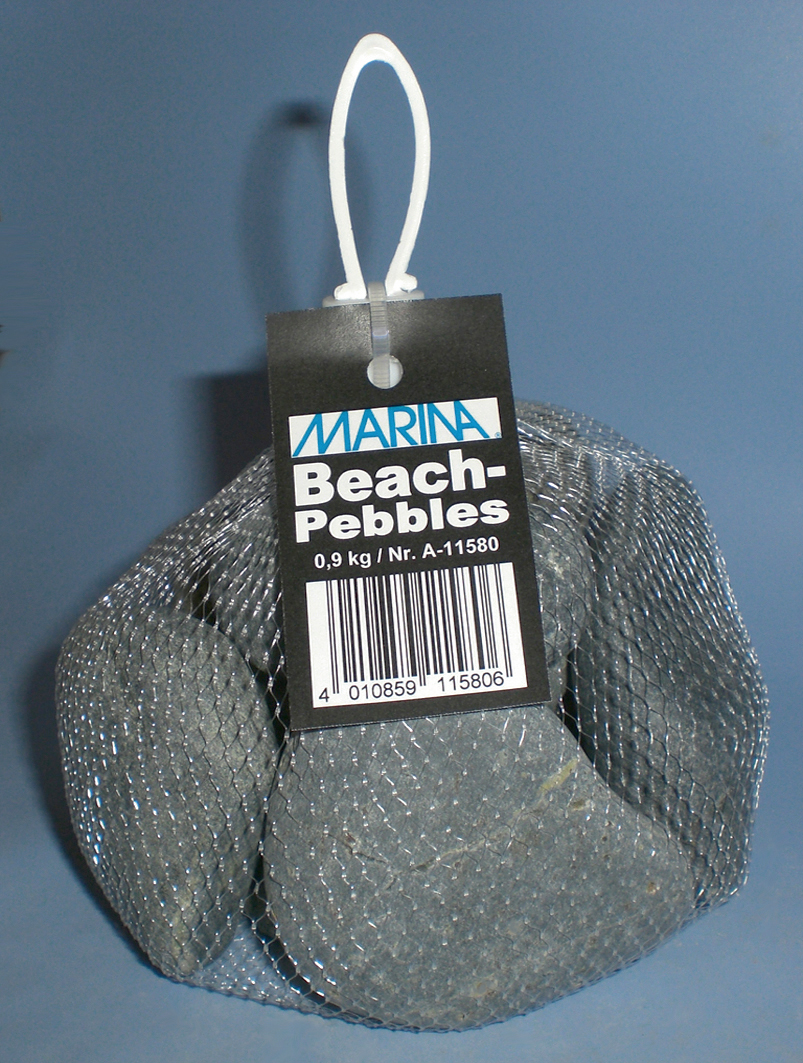 MARINA®
Beach-
Pebbles
0,9 kg / Nr. A-11580
4 010859 115806